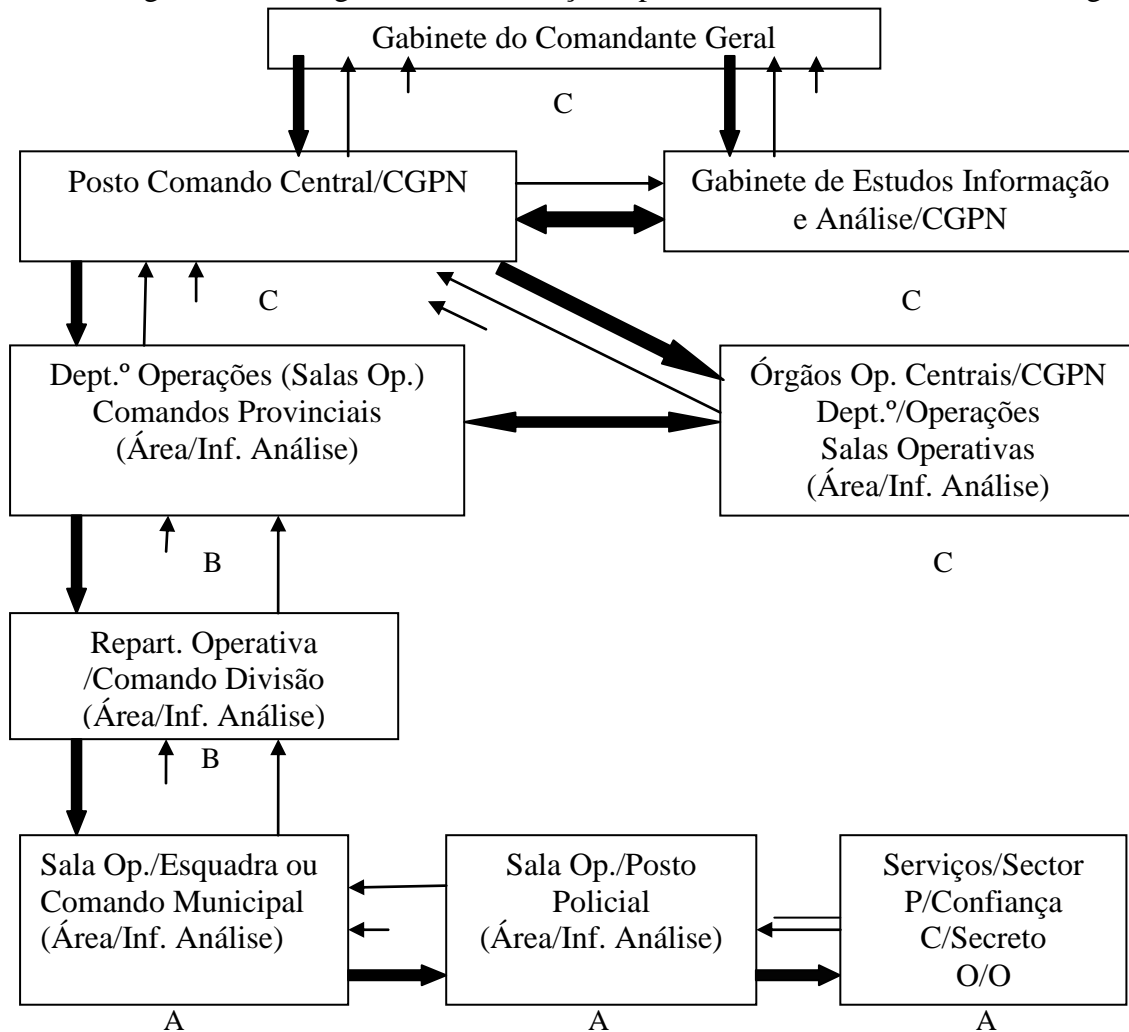 Gabinete do Comandante Geral
C
Posto Comando Central/CGPN
Gabinete de Estudos Informação
e Análise/CGPN
C
C
Dept.º Operações (Salas Op.)
Comandos Provinciais
(Área/Inf. Análise)
Órgãos Op. Centrais/CGPN
Dept.º/Operações
Salas Operativas
(Área/Inf. Análise)
B
C
Repart. Operativa
/Comando Divisão
(Área/Inf. Análise)
B
Sala Op./Esquadra ou
Comando Municipal
(Área/Inf. Análise)
Sala Op./Posto
Policial
(Área/Inf. Análise)
Serviços/Sector
P/Confiança
C/Secreto
O/O
A
A
A